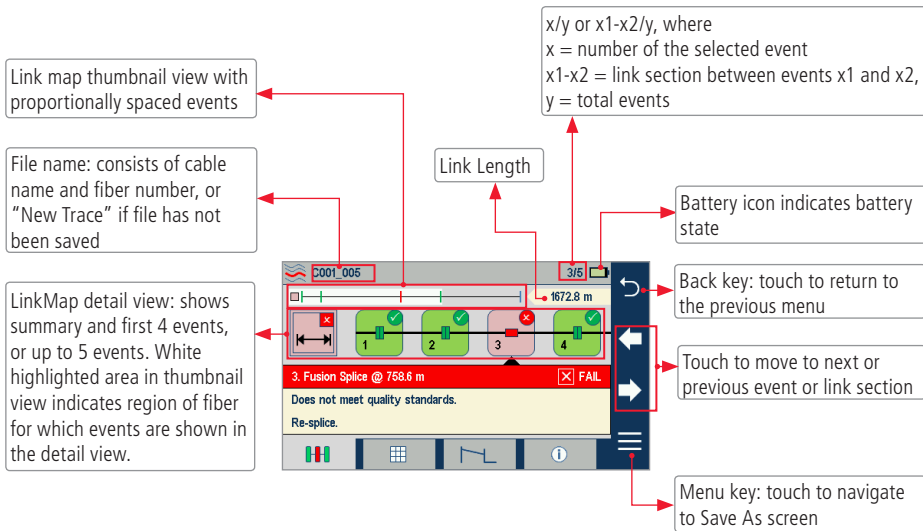 x/y or x1-x2/y, where
x = number of the selected event
x1-x2 = link section between events x1 and x2,
y = total events
Link map thumbnail view with
proportionally spaced events
File name: consists of cable
name and fiber number, or
“New Trace” if file has not
been saved
Link Length
Battery icon indicates battery
state
C001_005
3/5
1672.8 m
Back key: touch to return to
the previous menu
LinkMap detail view: shows
summary and first 4 events,
or up to 5 events. White
highlighted area in thumbnail
view indicates region of fiber
for which events are shown in
the detail view.
1
2
3
4
Touch to move to next or
previous event or link section
3. Fusion Splice @ 758.6 m
FAIL
Does not meet quality standards.
Re-splice.
Menu key: touch to navigate
to Save As screen